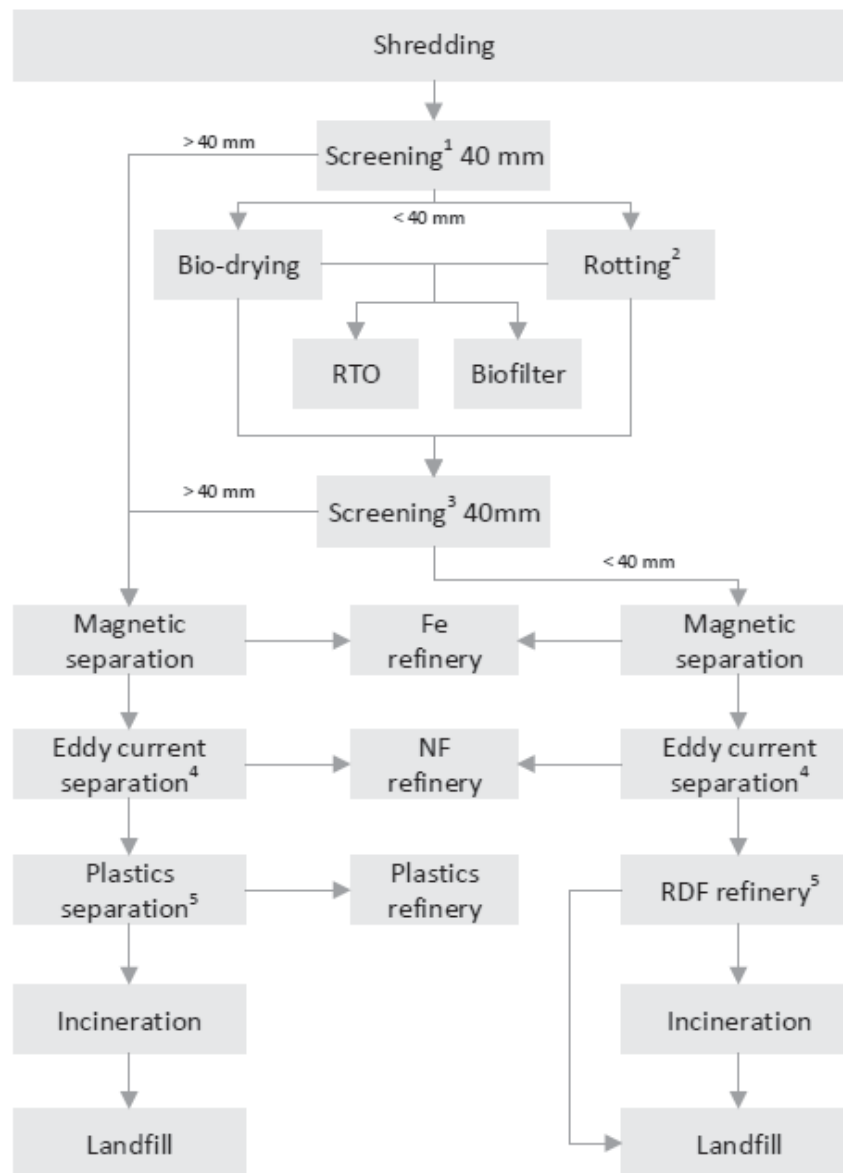 Shredding
> 40 mm
Screening¹ 40 mm
< 40 mm
Bio-drying
Rotting²
RTO
Biofilter
> 40 mm
Screening³ 40mm
< 40 mm
Magnetic
separation
Fe
refinery
Magnetic
separation
Eddy current
separation⁴
NF
refinery
Eddy current
separation⁴
Plastics
separation⁵
Plastics
refinery
RDF refinery⁵
Incineration
Incineration
Landfill
Landfill